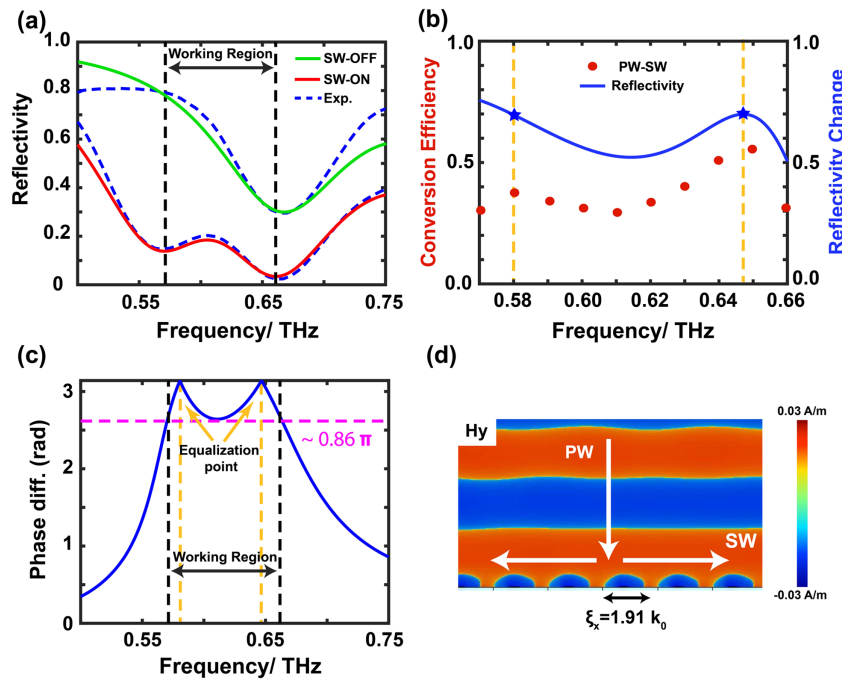 (a)
1.0
0.8
0.6
0.4
0.2
0
Reflectivity
Working Region
SW-OFF
SW-ON
Exp.
0.55
0.65
0.75
Frequency/ THz
(b)
1.0
0.5
0.0
Conversion Efficiency
PW-SW
Reflectivity
1.0
0.5
0.0
Reflectivity Change
0.58
0.60
0.62
0.64
0.66
Frequency/ THz
(c)
3
2
1
0
Phase diff. (rad)
Equalization
point
~ 0.86 π
Working Region
0.55
0.65
0.75
Frequency/ THz
(d)
Hy
PW
SW
0.03 A/m
-0.03 A/m
ξx=1.91 k0